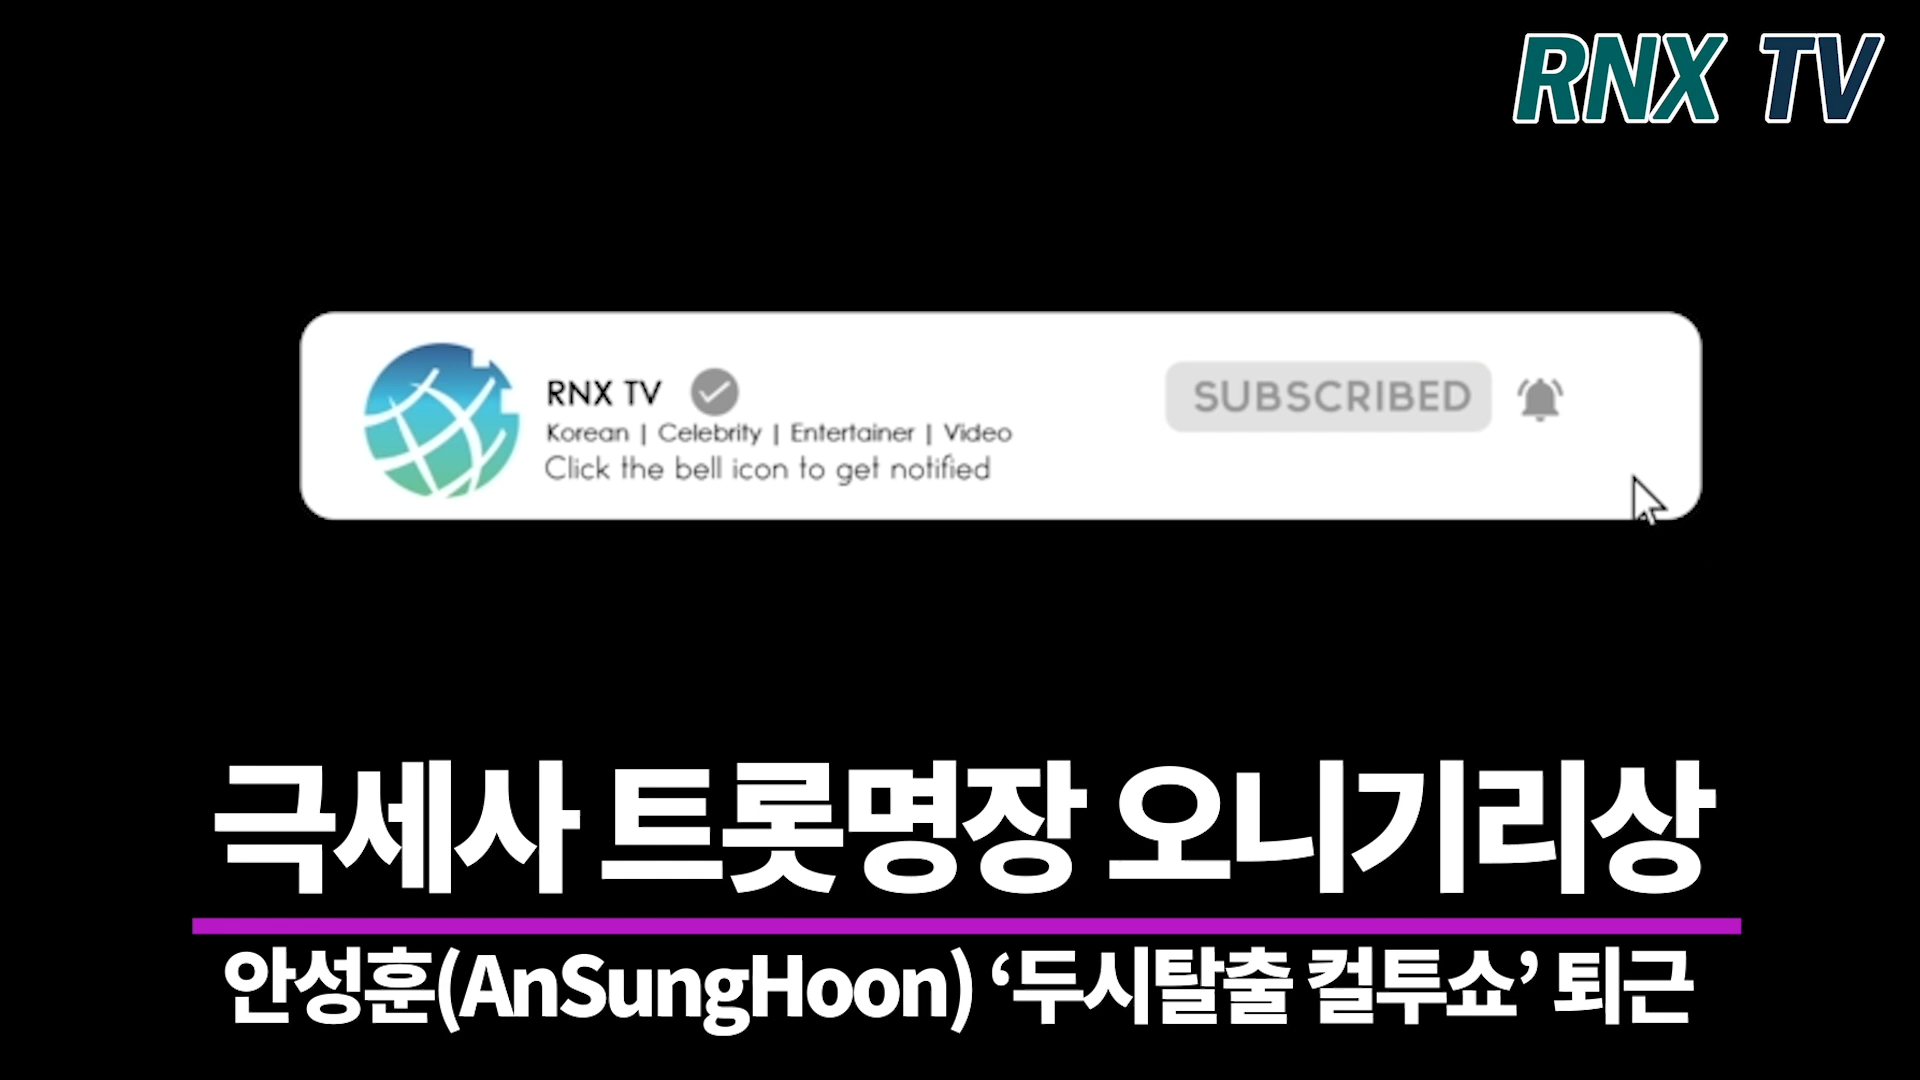 RNX TV
RNX TV
Korean | Celebrity | Entertainer | Video
Click the bell icon to get notified
SUBSCRIBED
극세사 트롯명장 오니기리상
안성훈(AnSungHoon) ‘두시탈출 컬투쇼’ 퇴근